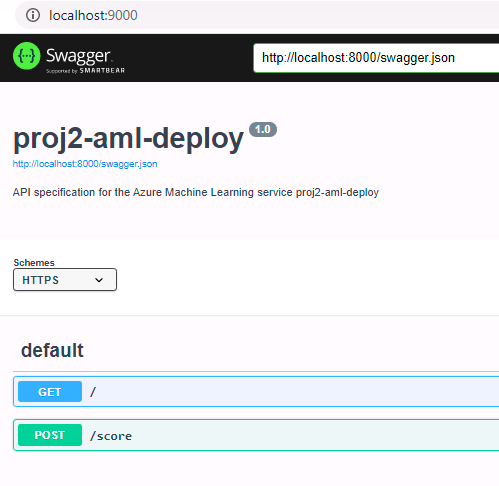 localhost:9000
Swagger.
Supported by SMARTBEAR
http://localhost:8000/swagger.json
proj2-aml-deploy 1.0
http://localhost:8000/swagger.json
API specification for the Azure Machine Learning service proj2-aml-deploy
Schemes
HTTPS
default
GET /
POST /score